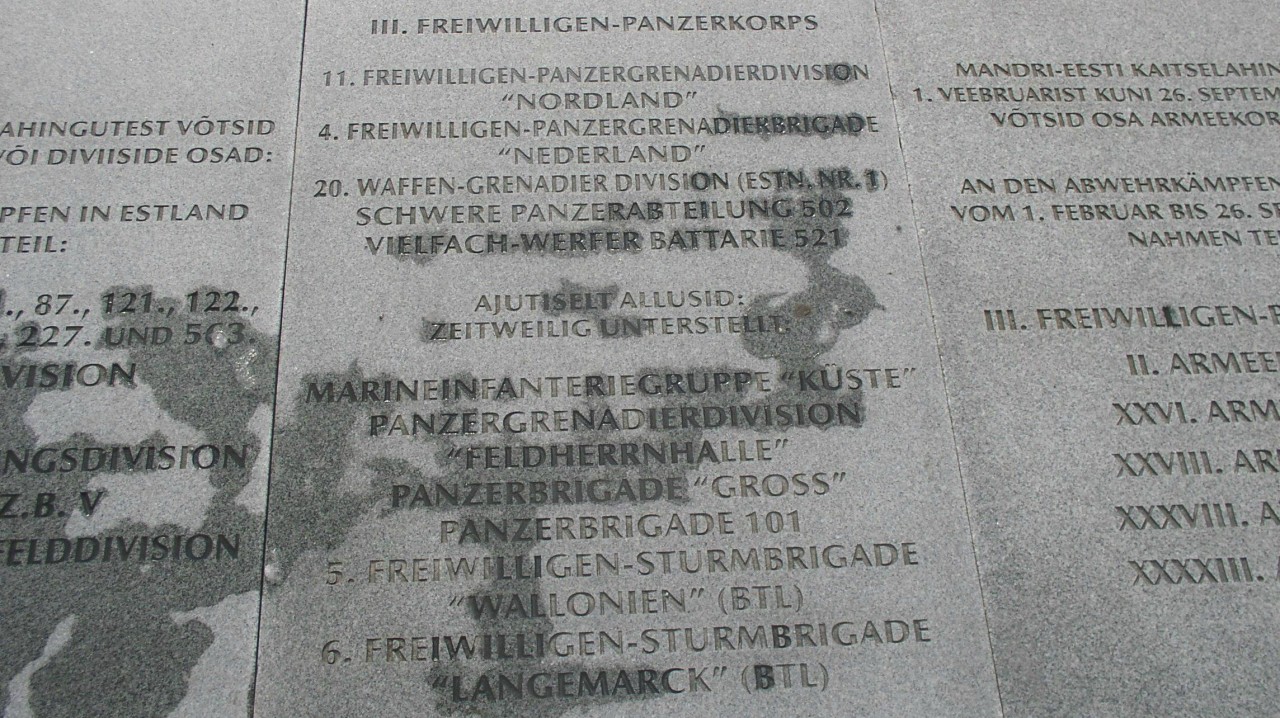 AHINGUTEST VÕTSID
VÕI DIVIISIDE OSAD:
PFEN IN ESTLAND
TEIL:
., 87., 121., 122.,
, 227. UND 563.
VISION
NGSDIVISION
Z.B. V
FELDDIVISION
III. FREIWILLIGEN-PANZERKORPS
11. FREIWILLIGEN-PANZERGRENADIERDIVISION
“NORDLAND”
4. FREIWILLIGEN-PANZERGRENADIERBRIGADE
“NEDERLAND”
20. WAFFEN-GRENADIER DIVISION (ESTN. NR. 1)
SCHWERE PANZERABTEILUNG 502
VIELFACH-WERFER BATTARIE 521
AJUTISELT ALLUSID:
ZEITWEILIG UNTERSTELLT:
MARINEINFANTERIEGRUPPE “KÜSTE”
PANZERGRENADIERDIVISION
“FELDHERRNHALLE”
PANZERBRIGADE “GROSS”
PANZERBRIGADE 101
5. FREIWILLIGEN-STURMBRIGADE
“WALLONIEN” (BTL)
6. FREIWILLIGEN-STURMBRIGADE
“LANGEMARCK” (BTL)
MANDRI-EESTI KAITSELAHIN
1. VEEBRUARIST KUNI 26. SEPTEM
VÕTSID OSA ARMEEKOR
AN DEN ABWEHRKÄMPFEN
VOM 1. FEBRUAR BIS 26. SE
NAHMEN TE
III. FREIWILLIGEN-P
II. ARMEE
XXVI. ARM
XXVIII. AR
XXXVIII. A
XXXXIII. A